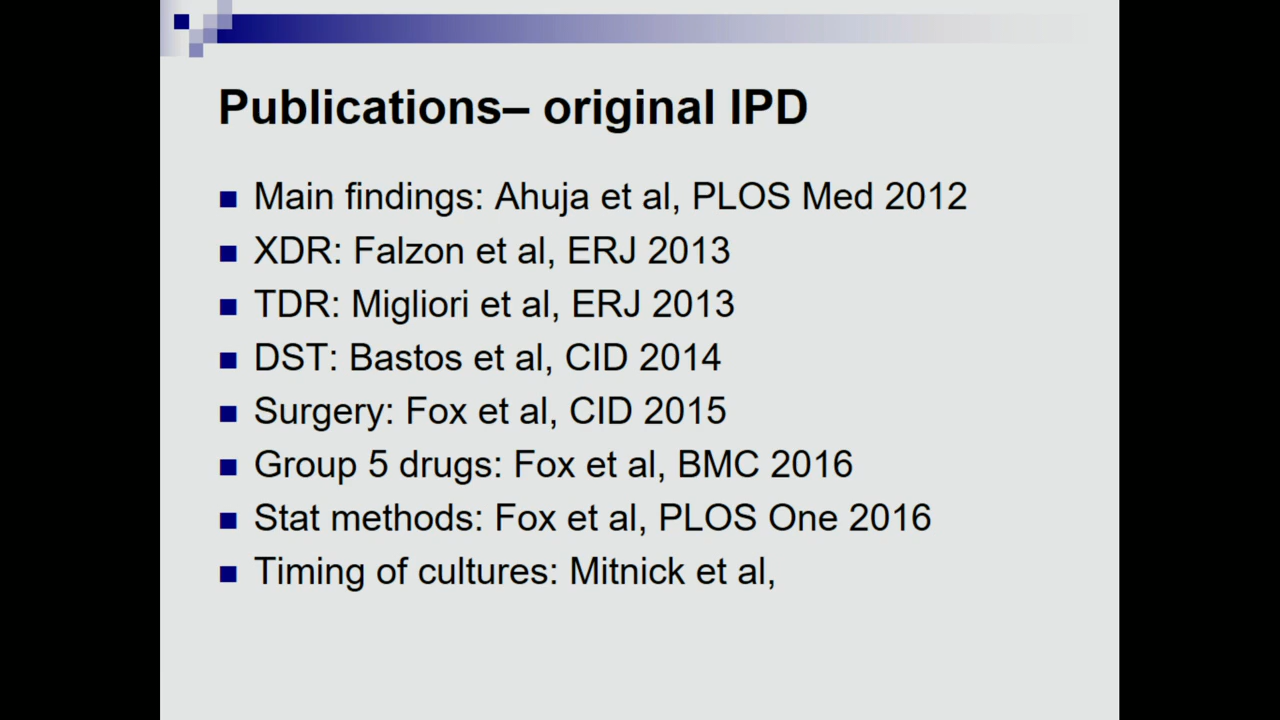 Publications– original IPD
Main findings: Ahuja et al, PLOS Med 2012
XDR: Falzon et al, ERJ 2013
TDR: Migliori et al, ERJ 2013
DST: Bastos et al, CID 2014
Surgery: Fox et al, CID 2015
Group 5 drugs: Fox et al, BMC 2016
Stat methods: Fox et al, PLOS One 2016
Timing of cultures: Mitnick et al,